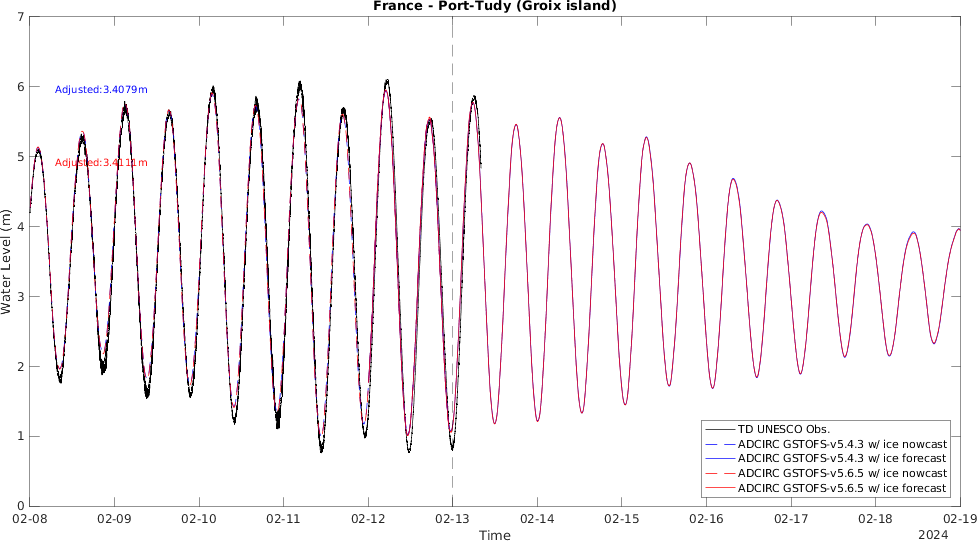 France - Port-Tudy (Groix island)
7
6
5
4
3
2
1
0
Water Level (m)
Adjusted:3.4079m
Adjusted:3.4111m
TD UNESCO Obs.
ADCIRC GSTOFS-v5.4.3 w/ ice nowcast
ADCIRC GSTOFS-v5.4.3 w/ ice forecast
ADCIRC GSTOFS-v5.6.5 w/ ice nowcast
ADCIRC GSTOFS-v5.6.5 w/ ice forecast
02-08 02-09 02-10 02-11 02-12 02-13 02-14 02-15 02-16 02-17 02-18 02-19
Time
2024